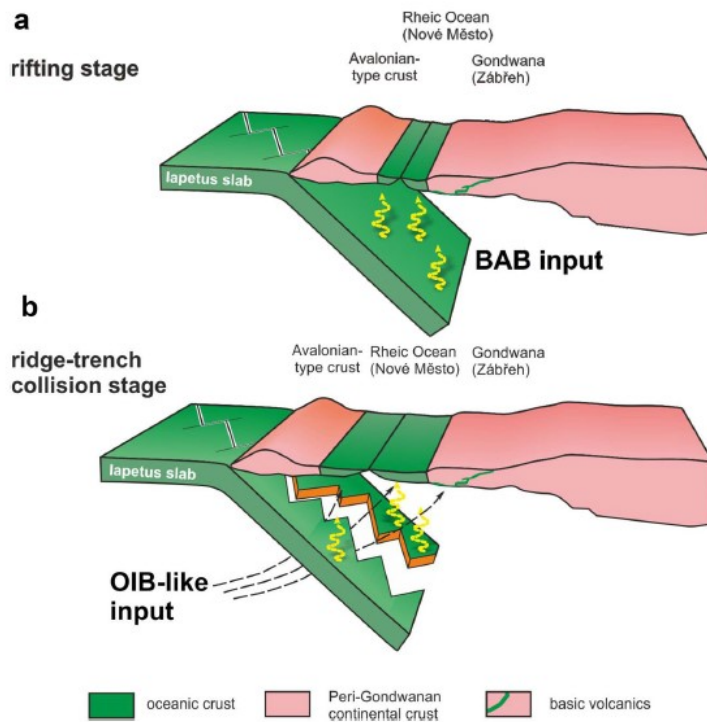 a
rifting stage
Rheic Ocean
(Nové Město)
Avalonian-
type crust
Gondwana
(Zábřeh)
Iapetus slab
BAB input
b
ridge-trench
collision stage
Avalonian-
type crust
Rheic Ocean
(Nové Město)
Gondwana
(Zábřeh)
Iapetus slab
OIB-like
input
oceanic crust
Peri-Gondwanan
continental crust
basic volcanics